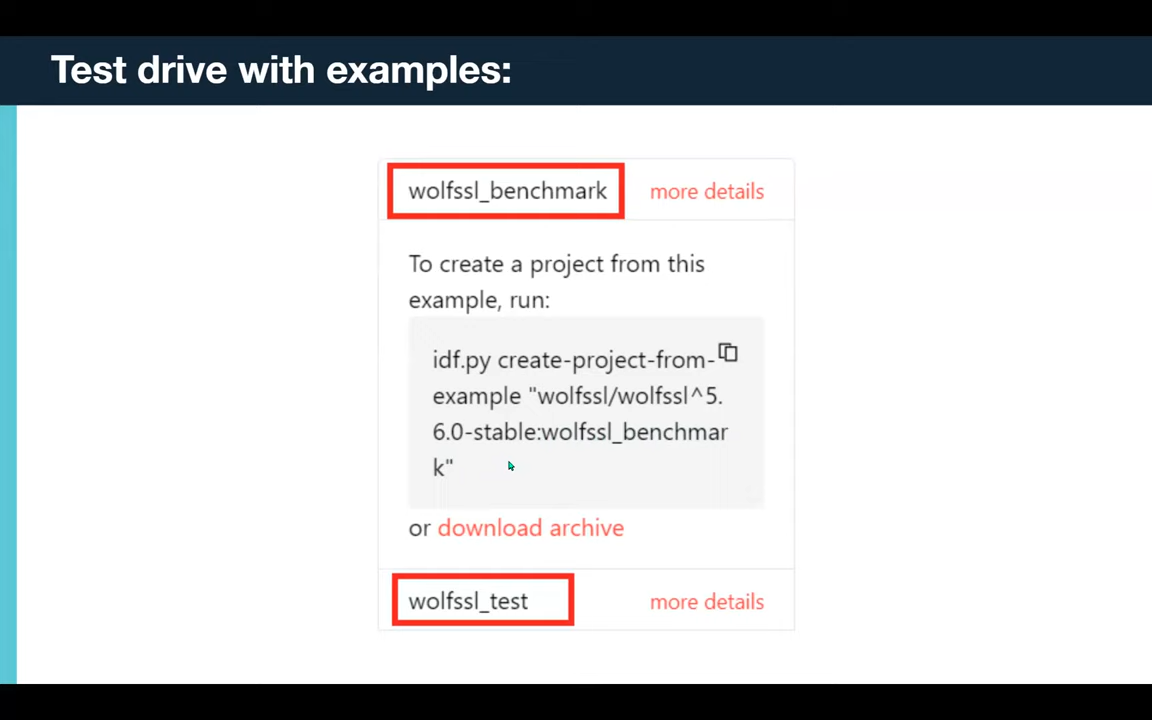 Test drive with examples:
wolfssl_benchmark more details
To create a project from this
example, run:
idf.py create-project-from-
example "wolfssl/wolfssl^5.
6.0-stable:wolfssl_benchmar
k"
or download archive
wolfssl_test more details